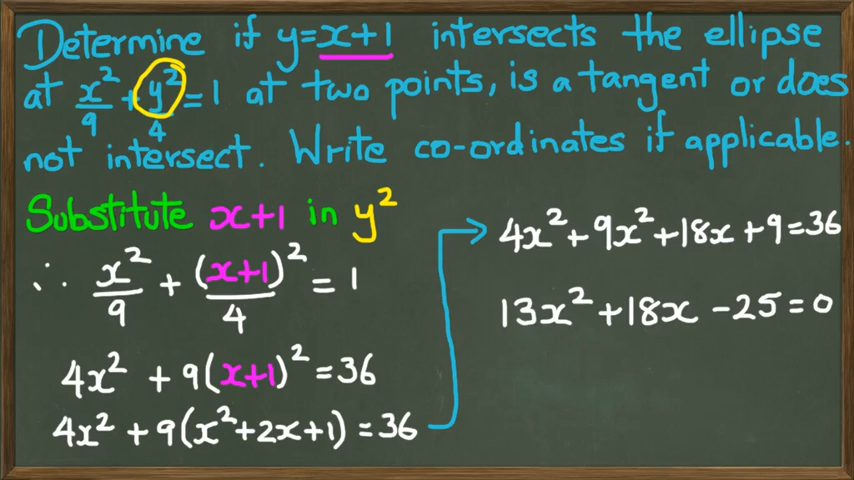 Determine if y=x+1 intersects the ellipse
at x²/9 + y²/4 = 1 at two points, is a tangent or does
not intersect. Write co-ordinates if applicable.
Substitute x+1 in y²
∴ x²/9 + (x+1)²/4 = 1
4x² + 9(x+1)² = 36
4x² + 9(x²+2x+1) = 36
4x²+9x²+18x+9=36
13x²+18x-25=0